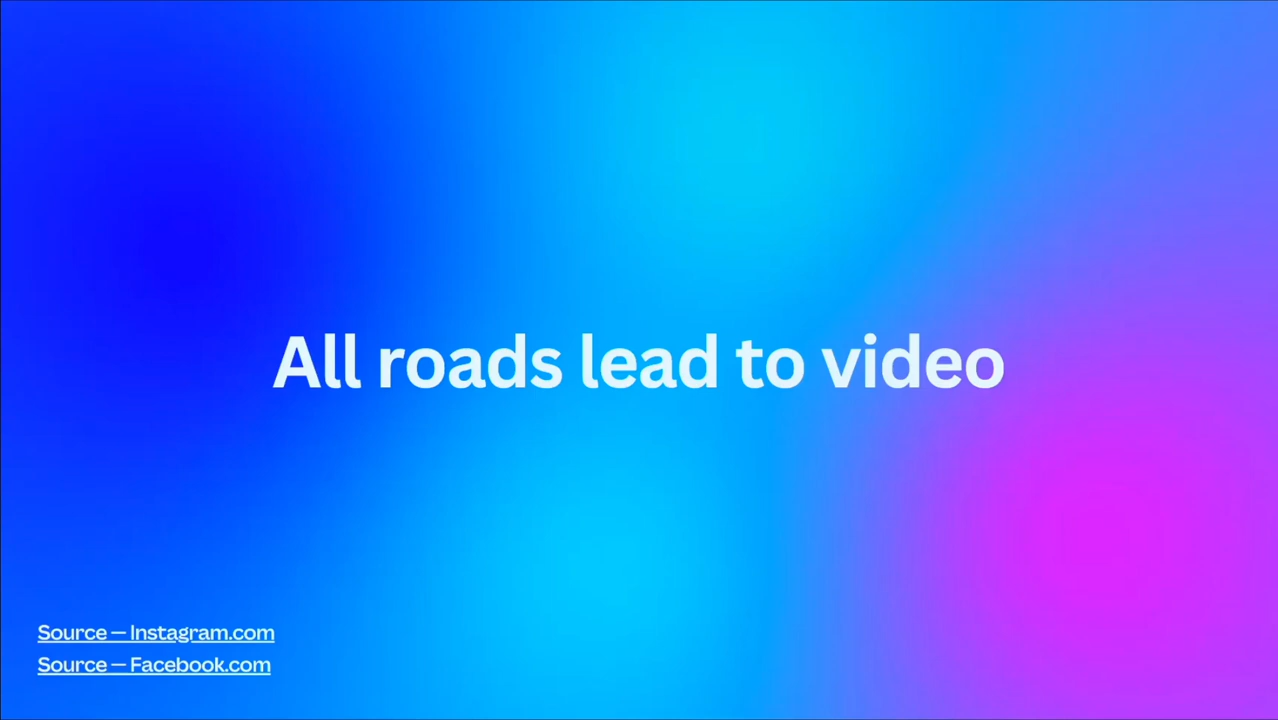 All roads lead to video
Source — Instagram.com
Source — Facebook.com